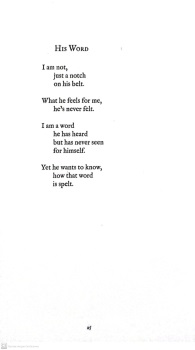 His Word
I am not,
just a notch
on his belt.
What he feels for me,
he's never felt.
I am a word
he has heard
but has never seen
for himself.
Yet he wants to know,
how that word
is spelt.